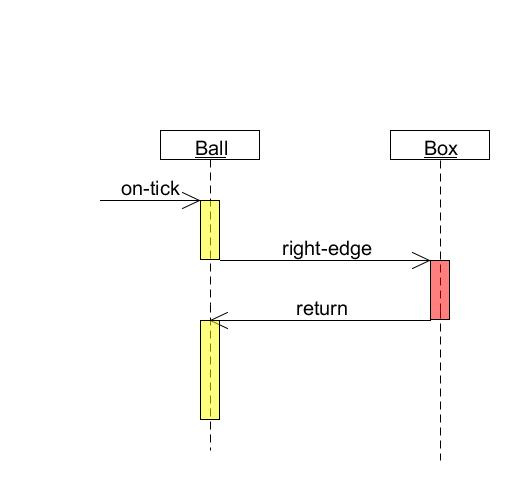 Ball
Box
on-tick
right-edge
return